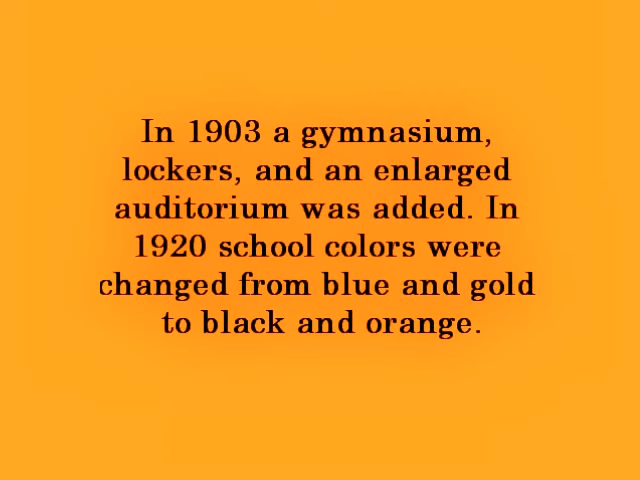 In 1903 a gymnasium,
lockers, and an enlarged
auditorium was added. In
1920 school colors were
changed from blue and gold
to black and orange.